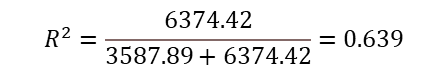 R² = 6374.42 / 3587.89 + 6374.42 = 0.639